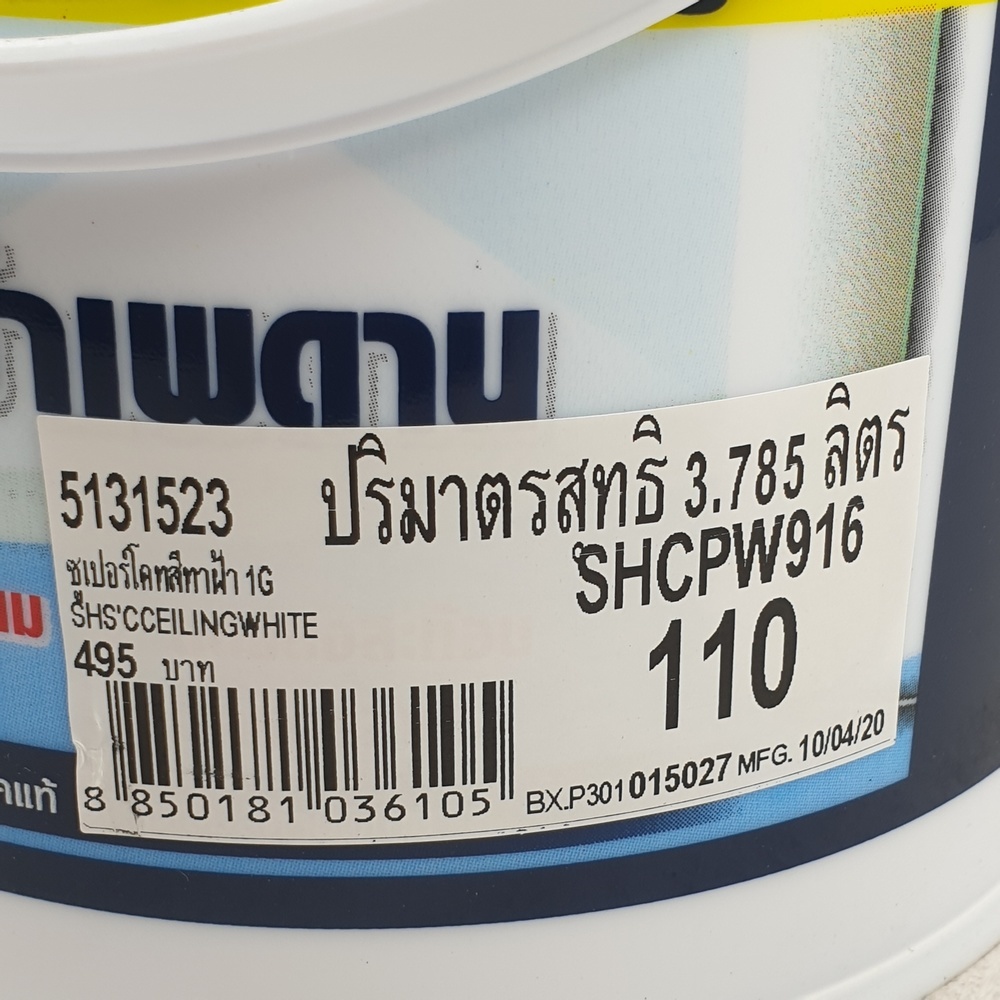 เพดาน
5131523
ปริมาตรสุทธิ 3.785 ลิตร
ซุปเปอร์โคทสีทาฝ้า 1G
SHCPW916
SHS'CCEILINGWHITE
110
495 บาท
8 850181 036105
BX.P301 015027 MFG. 10/04/20